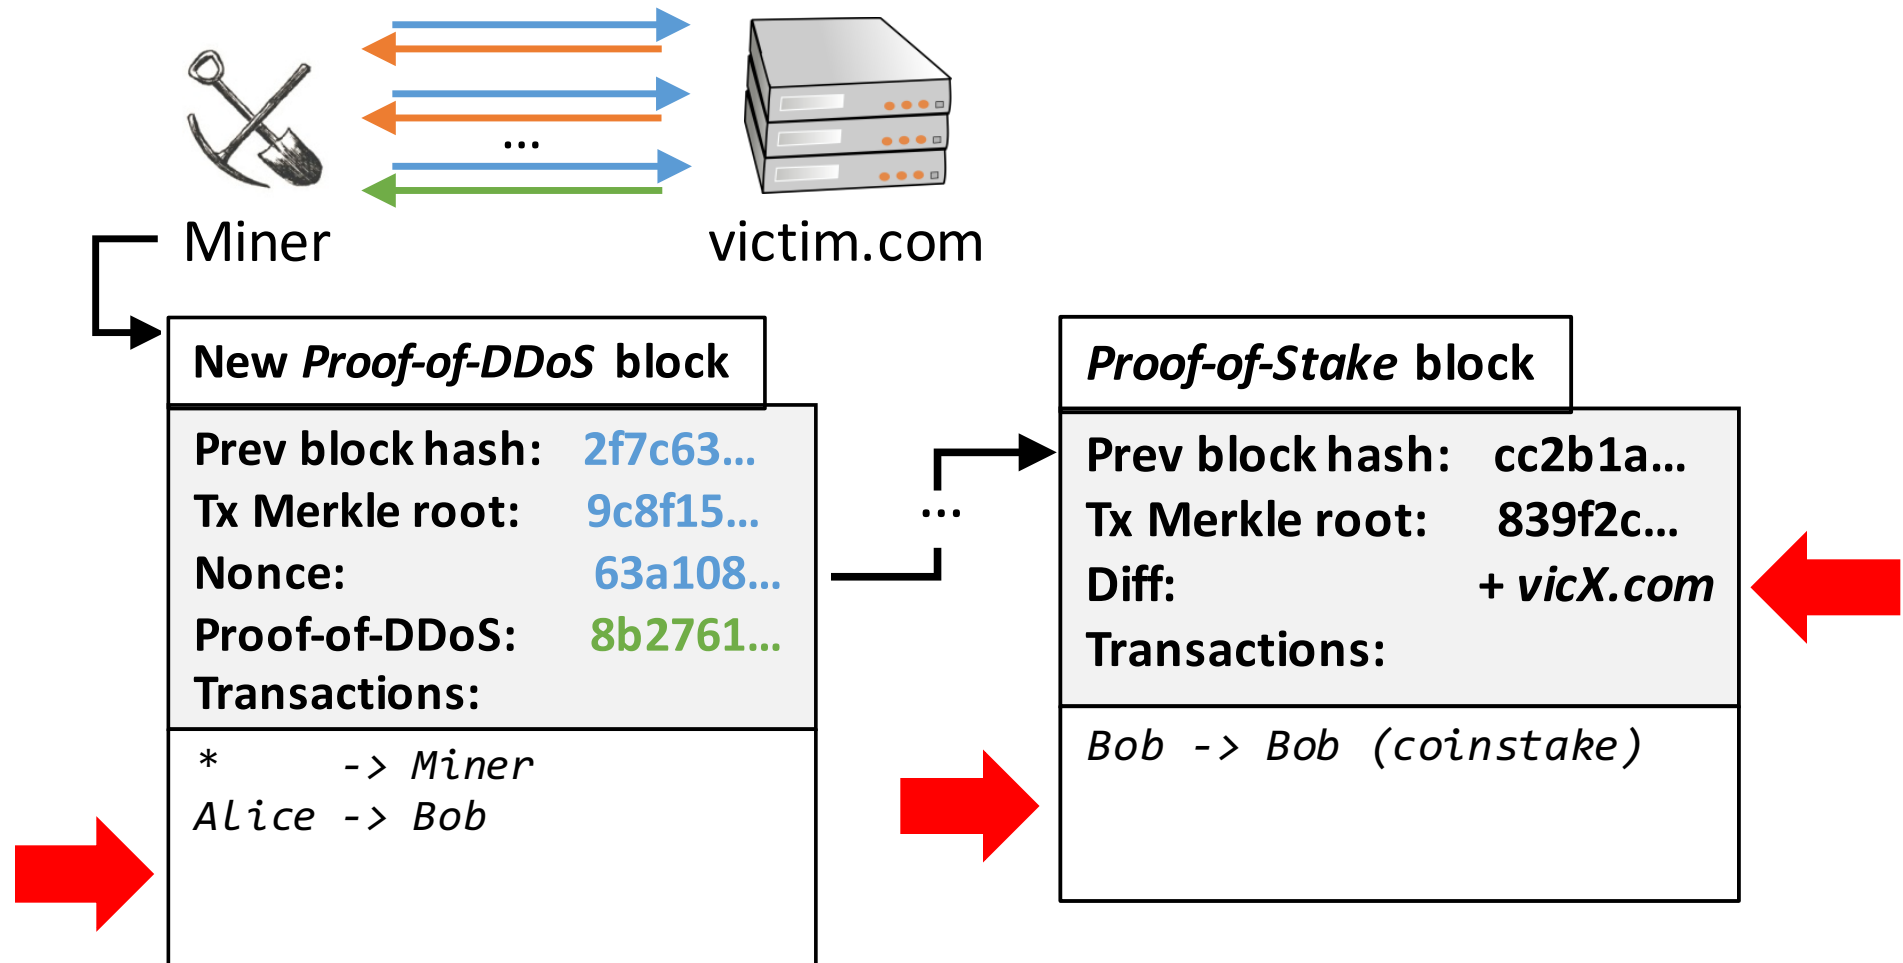 ...
Miner
victim.com
New Proof-of-DDoS block
Prev block hash: 2f7c63...
Tx Merkle root: 9c8f15...
Nonce: 63a108...
Proof-of-DDoS: 8b2761...
Transactions:
* -> Miner
Alice -> Bob
...
Proof-of-Stake block
Prev block hash: cc2b1a...
Tx Merkle root: 839f2c...
Diff: + vicX.com
Transactions:
Bob -> Bob (coinstake)